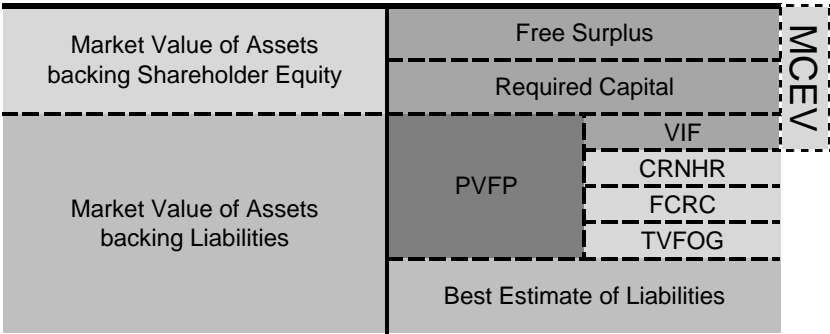 Market Value of Assets
backing Shareholder Equity
Free Surplus
Required Capital
MCEV
Market Value of Assets
backing Liabilities
PVFP
VIF
CRNHR
FCRC
TVFOG
Best Estimate of Liabilities